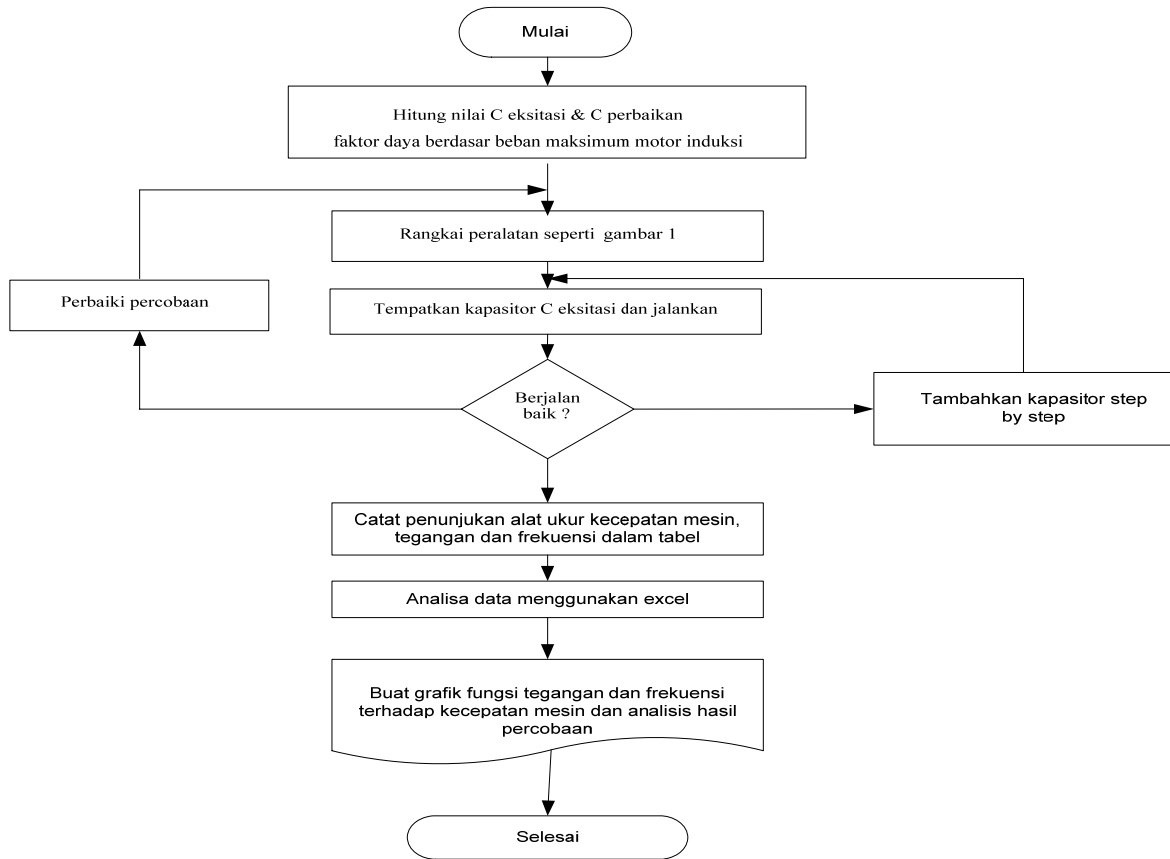 Mulai
Hitung nilai C eksitasi & C perbaikan
faktor daya berdasar beban maksimum motor induksi
Rangkai peralatan seperti gambar 1
Perbaiki percobaan
Tempatkan kapasitor C eksitasi dan jalankan
Berjalan
baik ?
Tambahkan kapasitor step
by step
Catat penunjukan alat ukur kecepatan mesin,
tegangan dan frekuensi dalam tabel
Analisa data menggunakan excel
Buat grafik fungsi tegangan dan frekuensi
terhadap kecepatan mesin dan analisis hasil
percobaan
Selesai